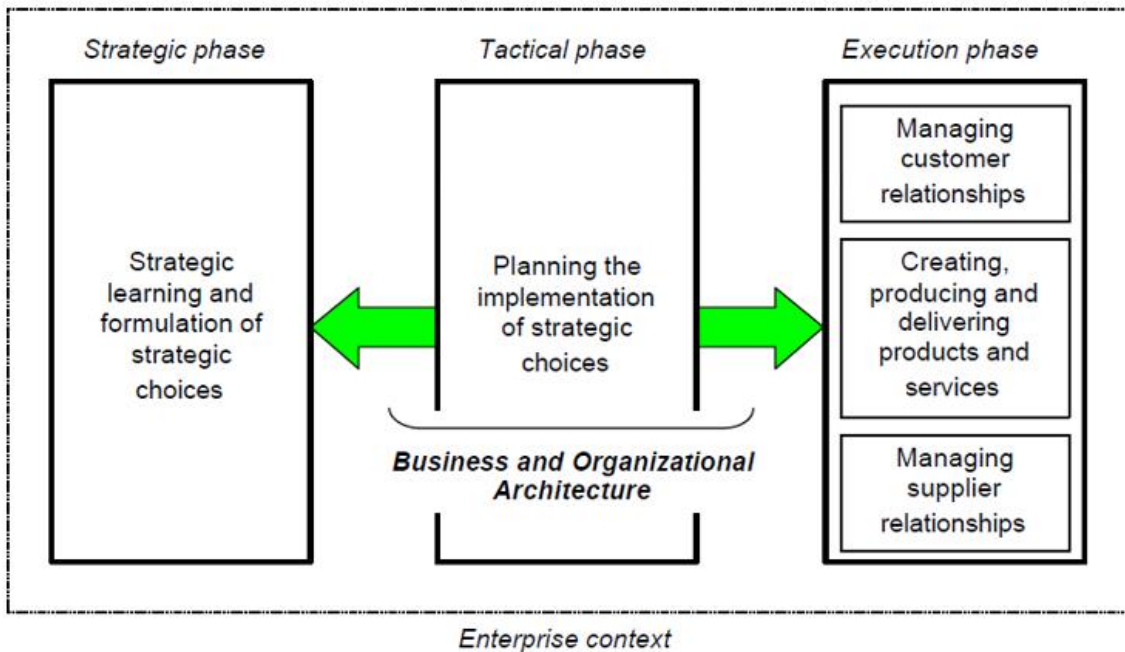 Strategic phase
Tactical phase
Execution phase
Strategic
learning and
formulation of
strategic
choices
Planning the
implementation
of strategic
choices
Business and Organizational
Architecture
Managing
customer
relationships
Creating,
producing and
delivering
products and
services
Managing
supplier
relationships
Enterprise context